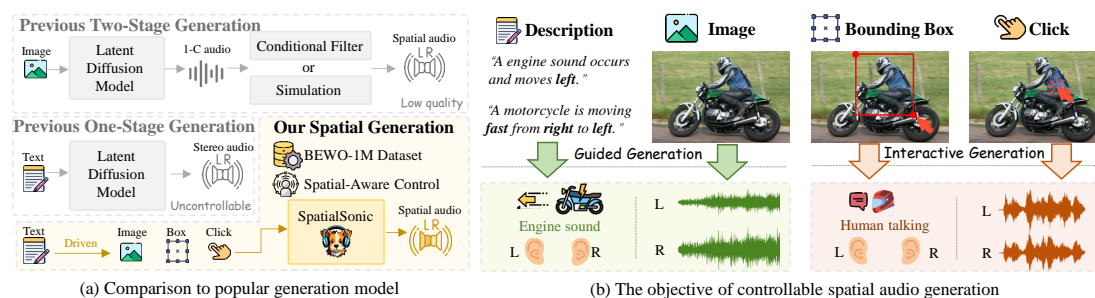 Previous Two-Stage Generation
Image
Latent
Diffusion
Model
1-C audio
Conditional Filter
or
Simulation
Spatial audio
LR
Low quality
Previous One-Stage Generation
Text
Latent
Diffusion
Model
Stereo audio
LR
Uncontrollable
Our Spatial Generation
BEWO-1M Dataset
Spatial-Aware Control
Text
Driven
Image
Box
Click
SpatialSonic
Spatial audio
LR
(a) Comparison to popular generation model
Description
Image
"A engine sound occurs
and moves left."
"A motorcycle is moving
fast from right to left."
Guided Generation
Engine sound
L
R
L
R
Bounding Box
Click
Interactive Generation
Human talking
L
R
L
R
(b) The objective of controllable spatial audio generation